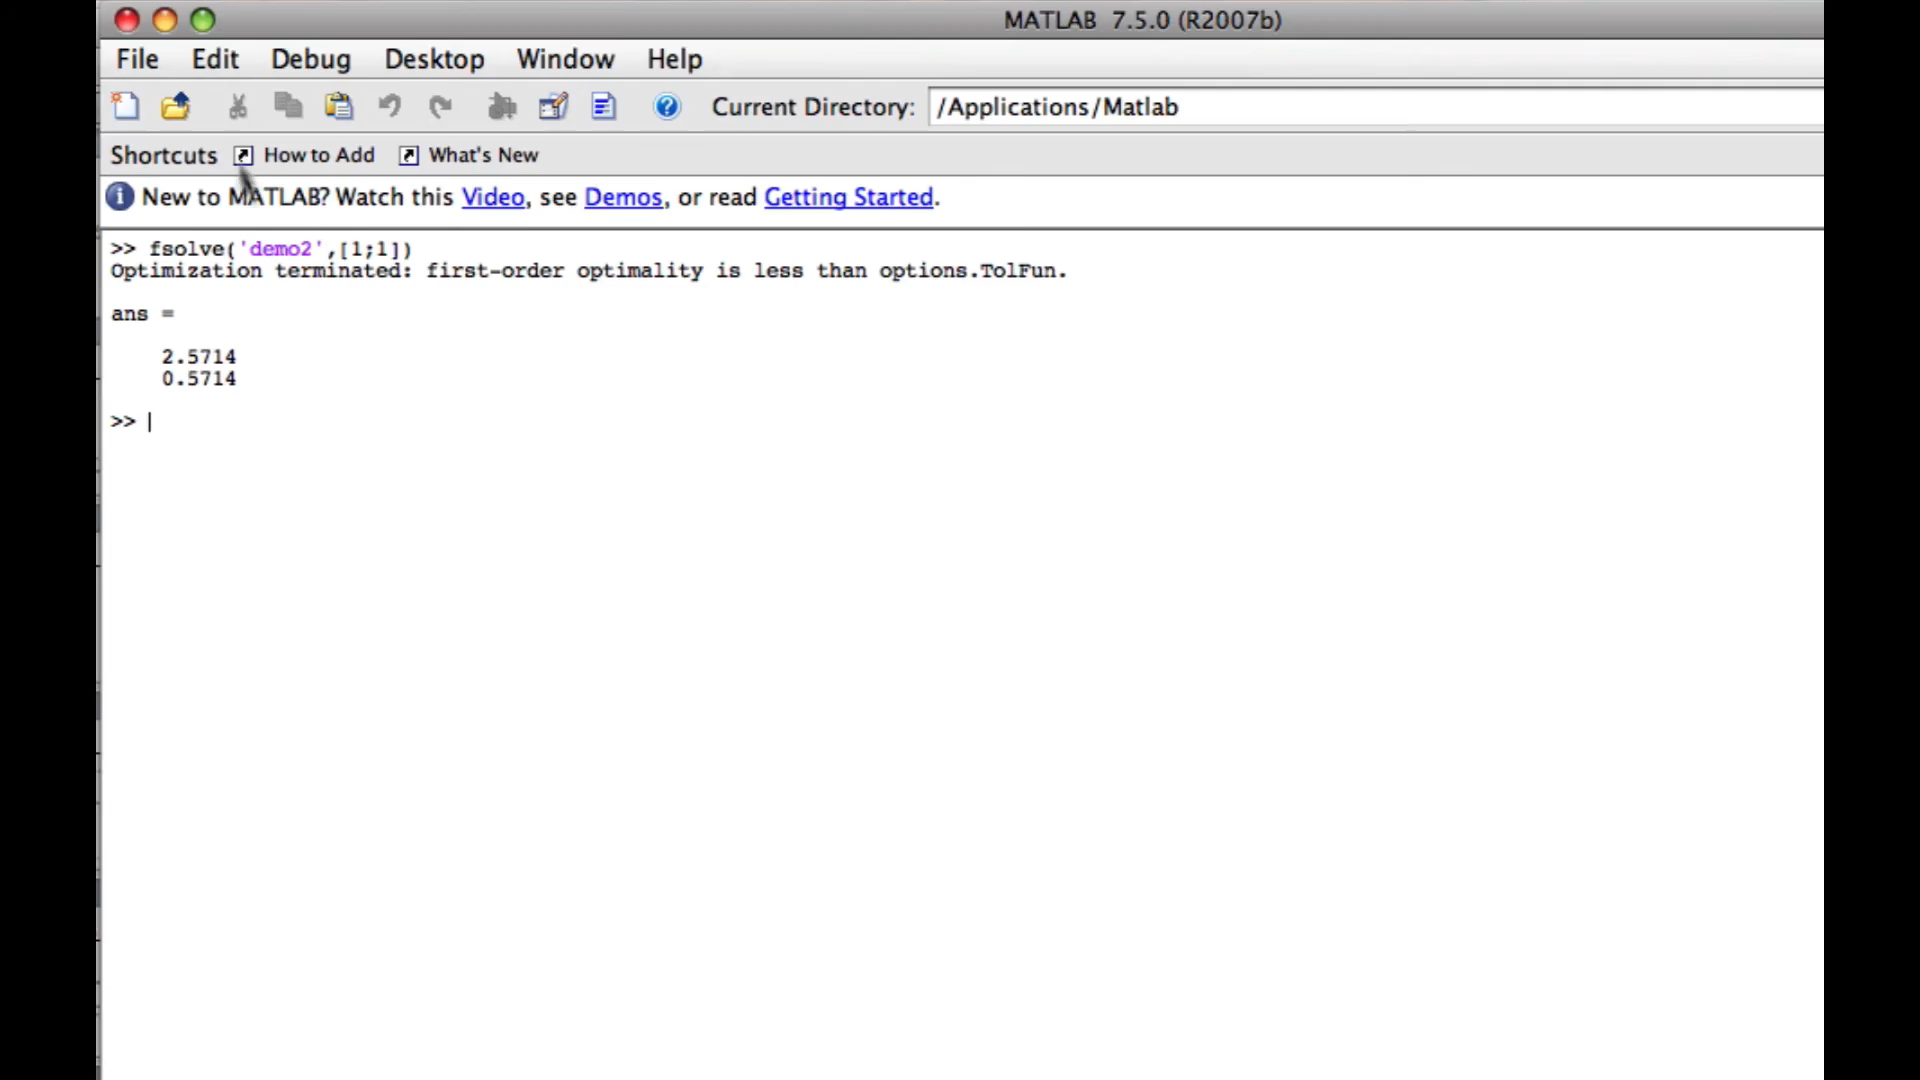 MATLAB 7.5.0 (R2007b)
File Edit Debug Desktop Window Help
Current Directory: /Applications/Matlab
Shortcuts How to Add What's New
New to MATLAB? Watch this Video, see Demos, or read Getting Started.
>> fsolve('demo2',[1;1])
Optimization terminated: first-order optimality is less than options.TolFun.
ans =
2.5714
0.5714
>>